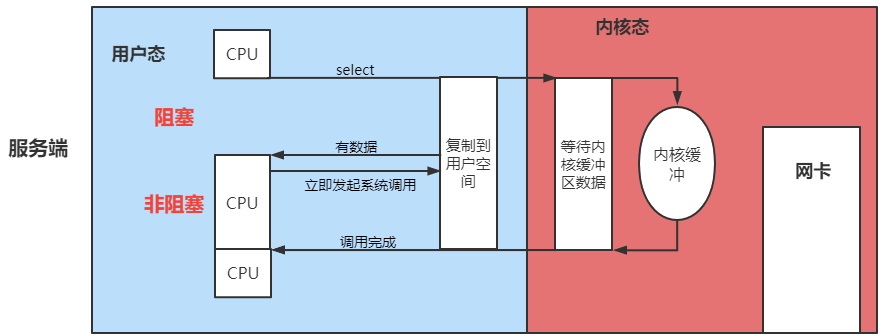 用户态
内核态
CPU
select
阻塞
服务端
有数据
复制到
用户空
间
等待内
核缓冲
区数据
内核缓
冲
网卡
立即发起系统调用
非阻塞
CPU
调用完成
CPU